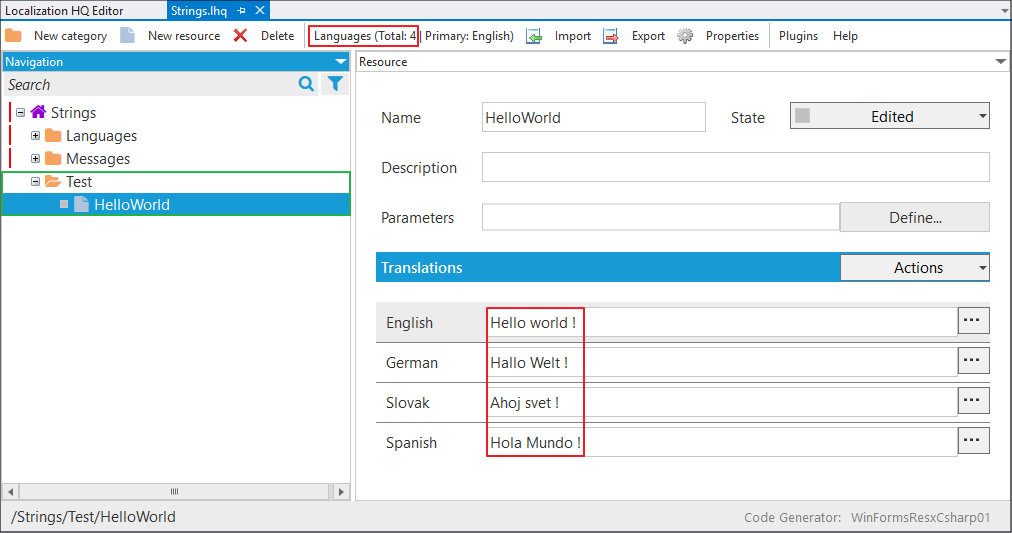 Localization HQ Editor Strings.lhq
New category New resource Delete Languages (Total: 4 | Primary: English) Import Export Properties Plugins Help
Navigation
Search
Strings
Languages
Messages
Test
HelloWorld
Resource
Name HelloWorld State Edited
Description
Parameters Define...
Translations Actions
English Hello world ! ...
German Hallo Welt ! ...
Slovak Ahoj svet ! ...
Spanish Hola Mundo ! ...
/Strings/Test/HelloWorld Code Generator: WinFormsResxCsharp01